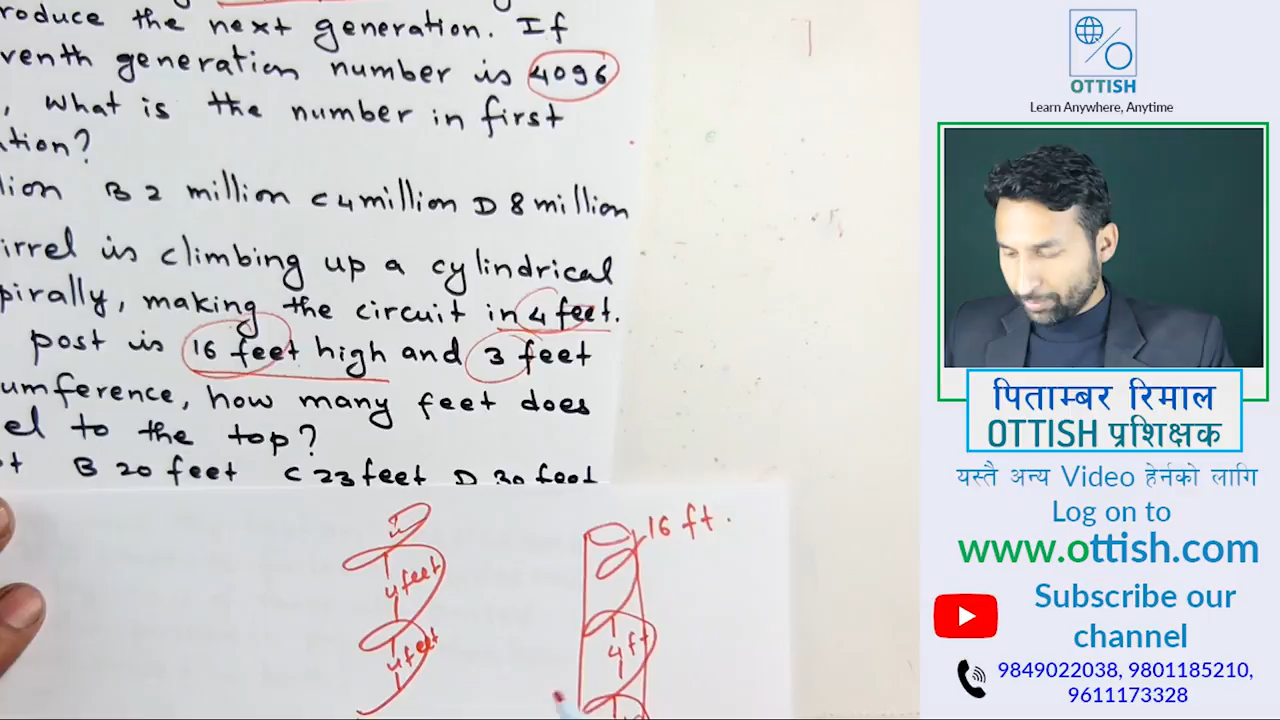 roduce the next generation. If
venth generation number is 4096
, what is the number in first
ation?
lion B 2 million C 4 million D 8 million
irrel is climbing up a cylindrical
pirally, making the circuit in 4 feet.
post is 16 feet high and 3 feet
umference, how many feet does
el to the top?
t B 20 feet C 23 feet D 30 feet
16 ft.
4 feet
4 feet
4 ft
OTTISH
Learn Anywhere, Anytime
पिताम्बर रिमाल
OTTISH प्रशिक्षक
यस्तै अन्य Video हेर्नको लागि
Log on to
www.ottish.com
Subscribe our
channel
9849022038, 9801185210,
9611173328